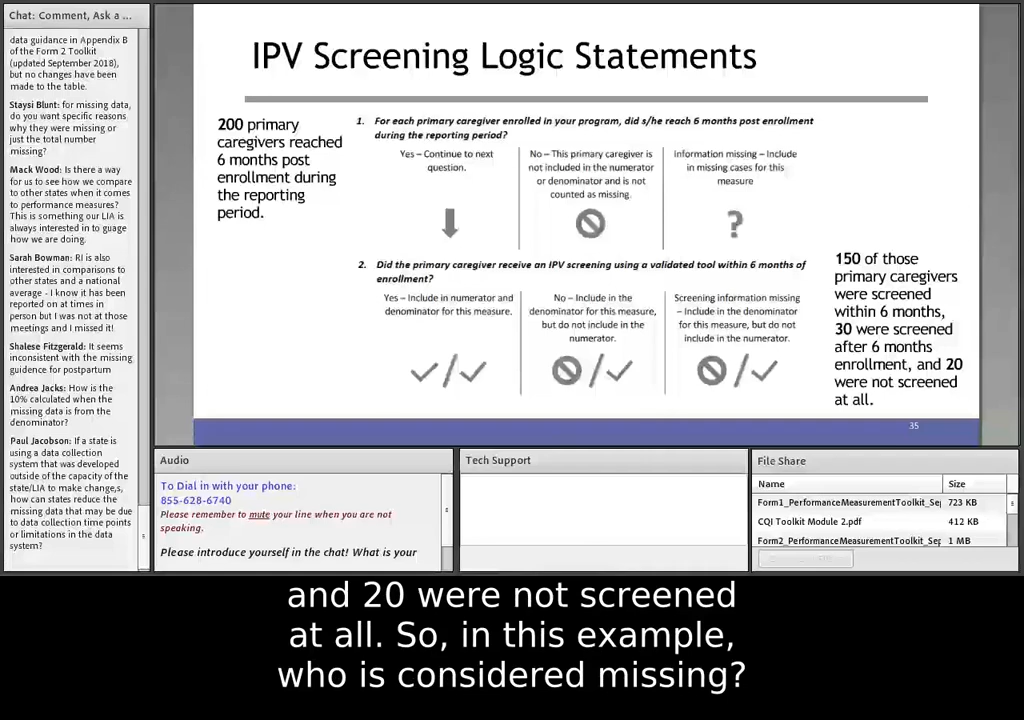 Chat: Comment, Ask a ...
data guidance in Appendix B
of the Form 2 Toolkit
(updated September 2018),
but no changes have been
made to the table.
Staysi Blunt: for missing data,
do you want specific reasons
why they were missing or
just the total number
missing?
Mack Wood: Is there a way
for us to see how we compare
to other states when it comes
to performance measures?
This is something our LIA is
always interested in to guage
how we are doing.
Sarah Bowman: RI is also
interested in comparisons to
other states and a national
average - I know it has been
reported on at times in
person but I was not at those
meetings and I missed it!
Shalese Fitzgerald: It seems
inconsistent with the missing
guidance for postpartum
Andrea Jacks: How is the
10% calculated when the
missing data is from the
denominator?
Paul Jacobson: If a state is
using a data collection
system that was developed
outside of the capacity of the
state/LIA to make change,s,
how can states reduce the
missing data that may be due
to data collection time points
or limitations in the data
system?
IPV Screening Logic Statements
200 primary
caregivers reached
6 months post
enrollment during
the reporting
period.
1. For each primary caregiver enrolled in your program, did s/he reach 6 months post enrollment
during the reporting period?
Yes – Continue to next
question.
No – This primary caregiver is
not included in the numerator
or denominator and is not
counted as missing.
Information missing – Include
in missing cases for this
measure
?
2. Did the primary caregiver receive an IPV screening using a validated tool within 6 months of
enrollment?
Yes – Include in numerator and
denominator for this measure.
No – Include in the
denominator for this measure,
but do not include in the
numerator.
Screening information missing
– Include in the denominator
for this measure, but do not
include in the numerator.
150 of those
primary caregivers
were screened
within 6 months,
30 were screened
after 6 months
enrollment, and 20
were not screened
at all.
35
Audio
To Dial in with your phone:
855-628-6740
Please remember to mute your line when you are not
speaking.
Please introduce yourself in the chat! What is your
Tech Support
File Share
Name Size
Form1_PerformanceMeasurementToolkit_Sep 723 KB
CQI Toolkit Module 2.pdf 412 KB
Form2_PerformanceMeasurementToolkit_Sep 1 MB
and 20 were not screened
at all. So, in this example,
who is considered missing?